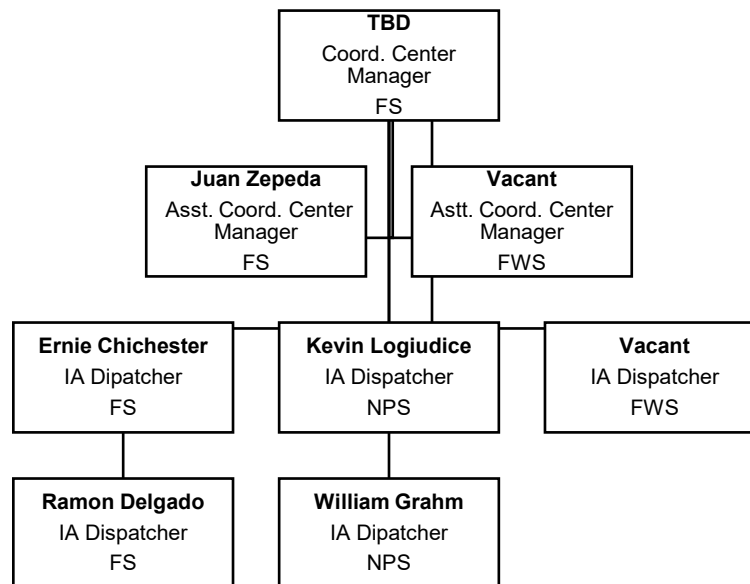 TBD
Coord. Center
Manager
FS
Juan Zepeda
Asst. Coord. Center
Manager
FS
Vacant
Astt. Coord. Center
Manager
FWS
Ernie Chichester
IA Dipatcher
FS
Kevin Logiudice
IA Dispatcher
NPS
Vacant
IA Dispatcher
FWS
Ramon Delgado
IA Dispatcher
FS
William Grahm
IA Dipatcher
NPS